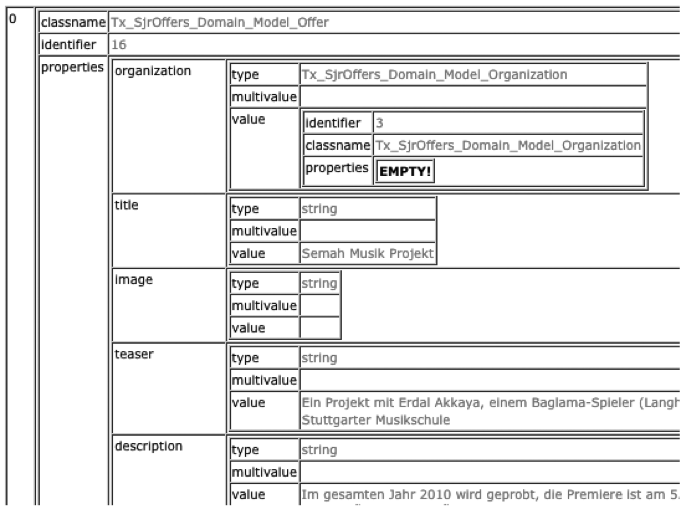 0 classname Tx_SjrOffers_Domain_Model_Offer
identifier 16
properties organization type Tx_SjrOffers_Domain_Model_Organization
multivalue
value identifier 3
classname Tx_SjrOffers_Domain_Model_Organization
properties EMPTY!
title type string
multivalue
value Semah Musik Projekt
image type string
multivalue
value
teaser type string
multivalue
value Ein Projekt mit Erdal Akkaya, einem Baglama-Spieler (Langh
Stuttgarter Musikschule
description type string
multivalue
value Im gesamten Jahr 2010 wird geprobt, die Premiere ist am 5.